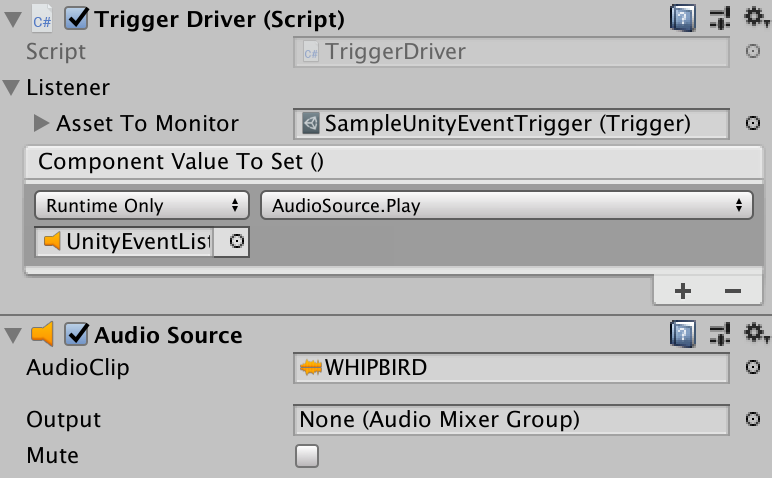 Trigger Driver (Script)
Script TriggerDriver
Listener
Asset To Monitor SampleUnityEventTrigger (Trigger)
Component Value To Set ()
Runtime Only AudioSource.Play
UnityEventList
Audio Source
AudioClip WHIPBIRD
Output None (Audio Mixer Group)
Mute